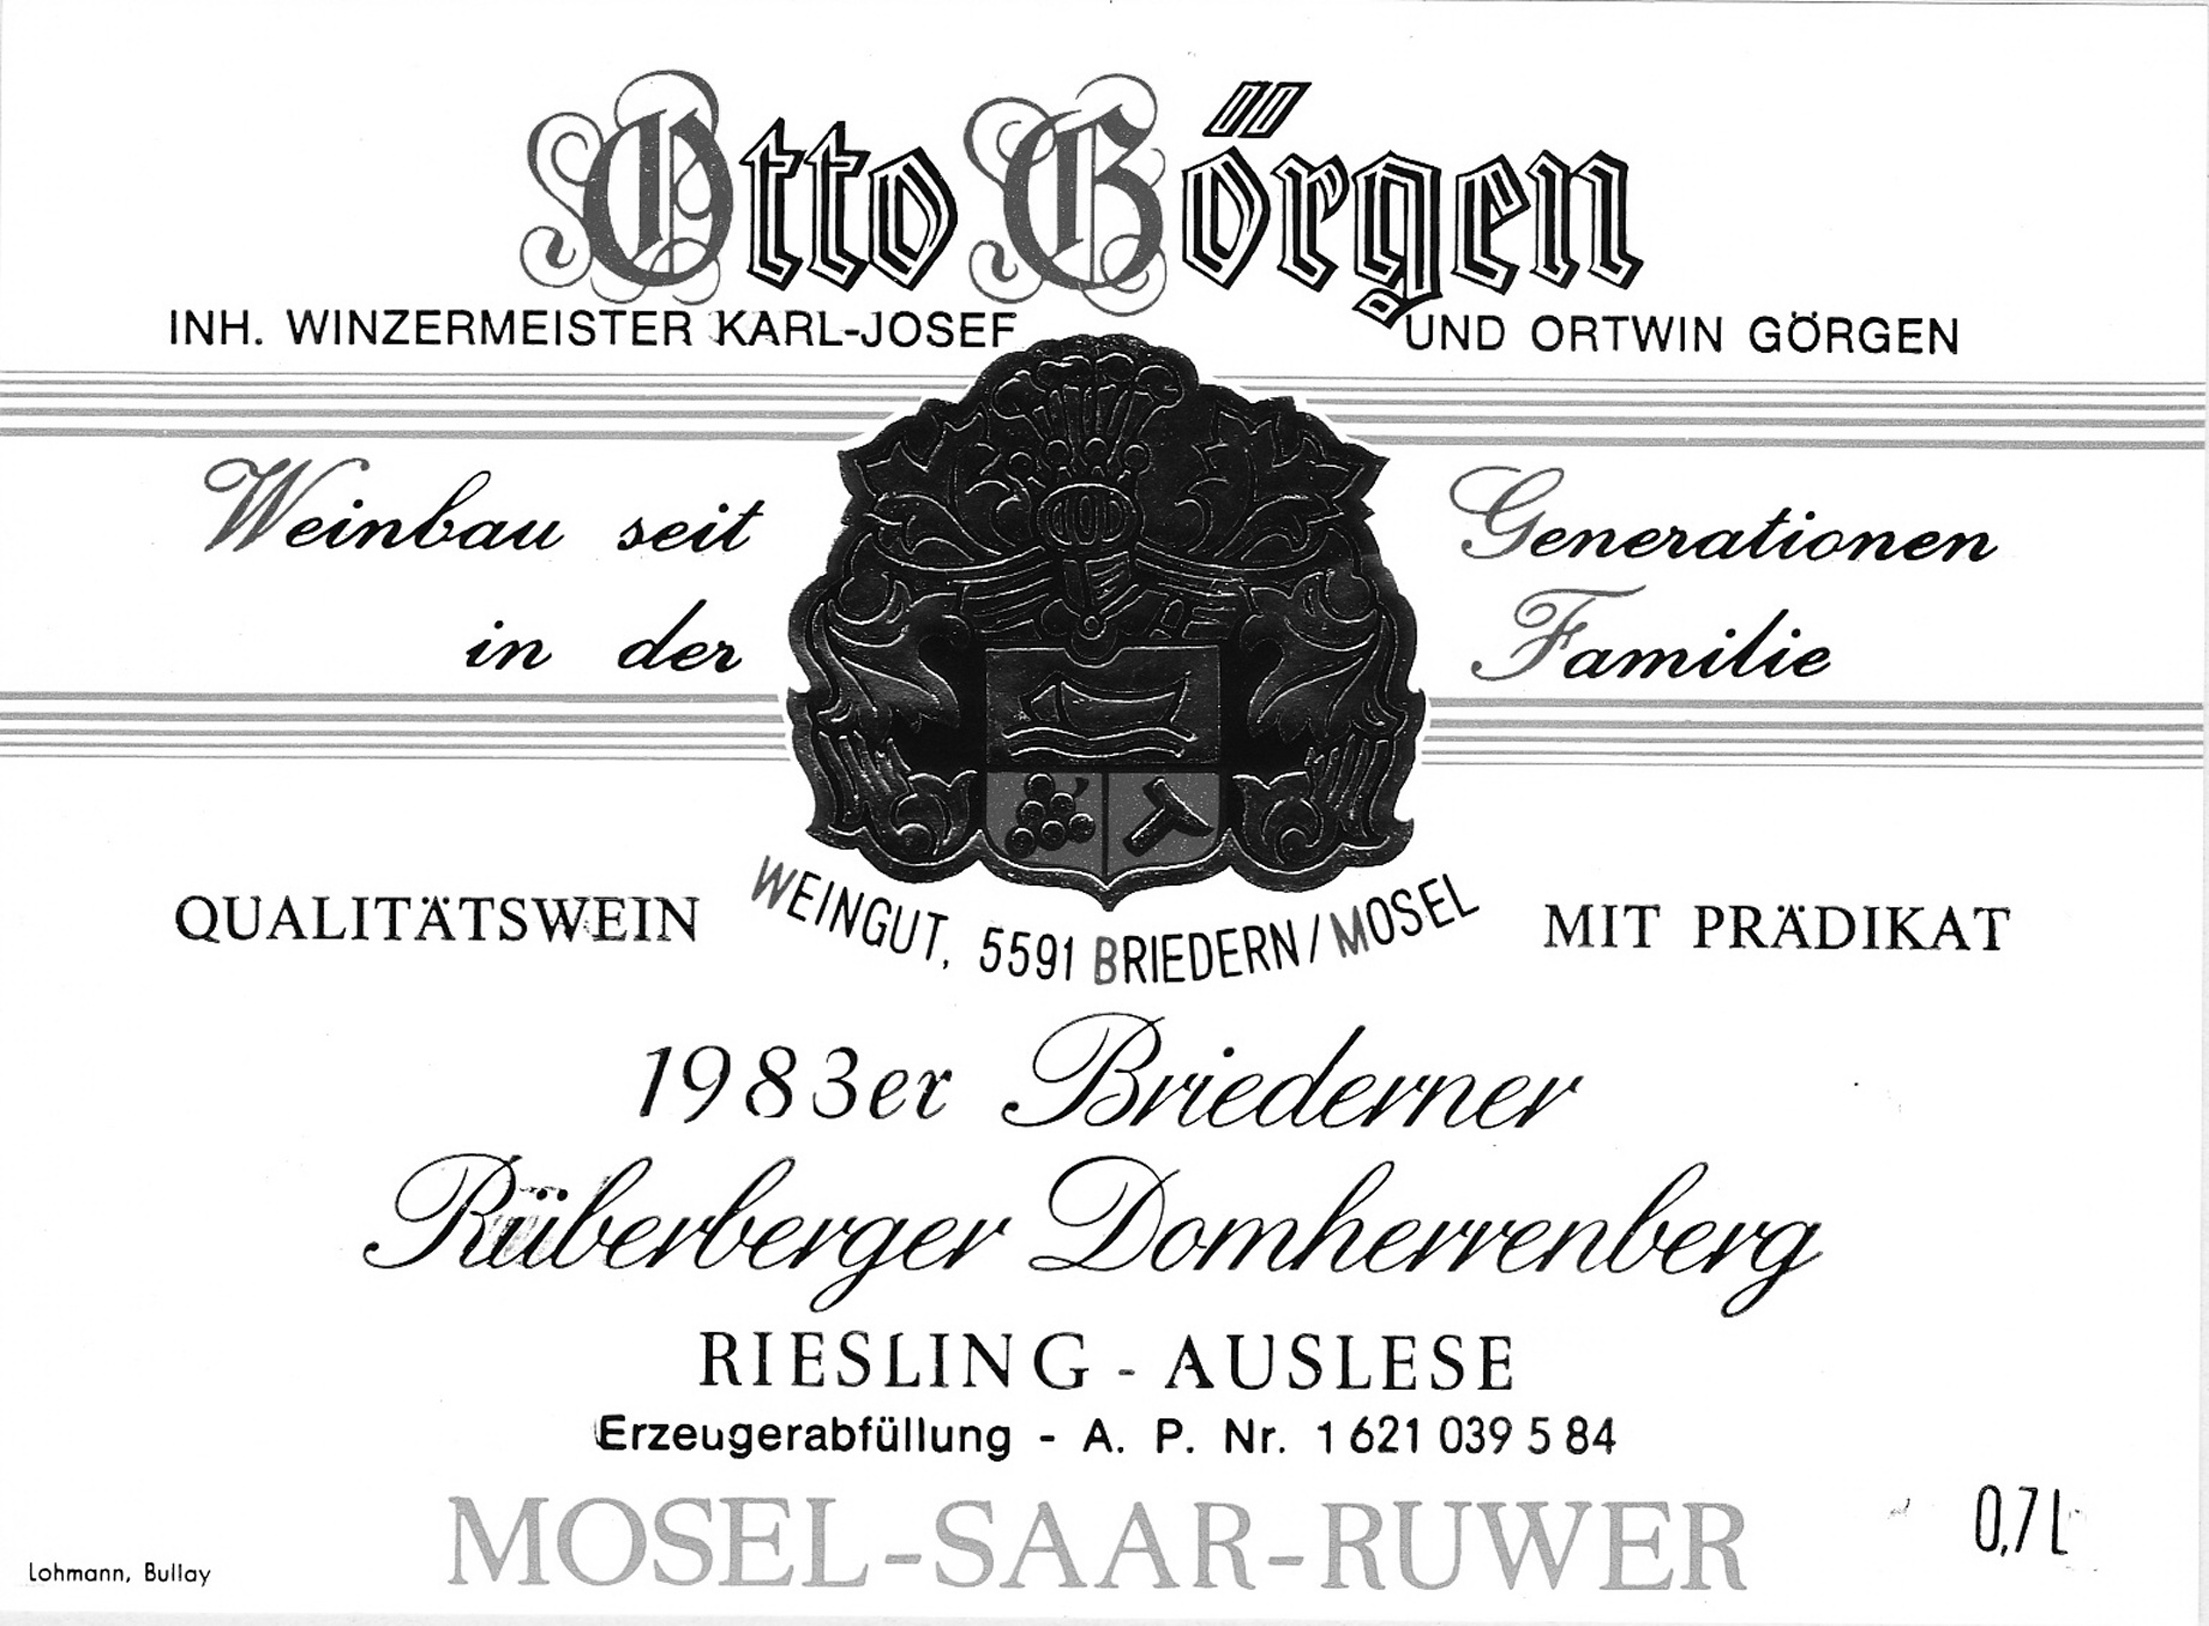 Otto Görgen
INH. WINZERMEISTER KARL-JOSEF UND ORTWIN GÖRGEN
Weinbau seit Generationen
in der Familie
QUALITÄTSWEIN MIT PRÄDIKAT
WEINGUT, 5591 BRIEDERN/MOSEL
1983er Briederner
Rüberberger Domherrenberg
RIESLING - AUSLESE
Erzeugerabfüllung - A. P. Nr. 1 621 039 5 84
MOSEL-SAAR-RUWER
0,7 l
Lohmann, Bullay